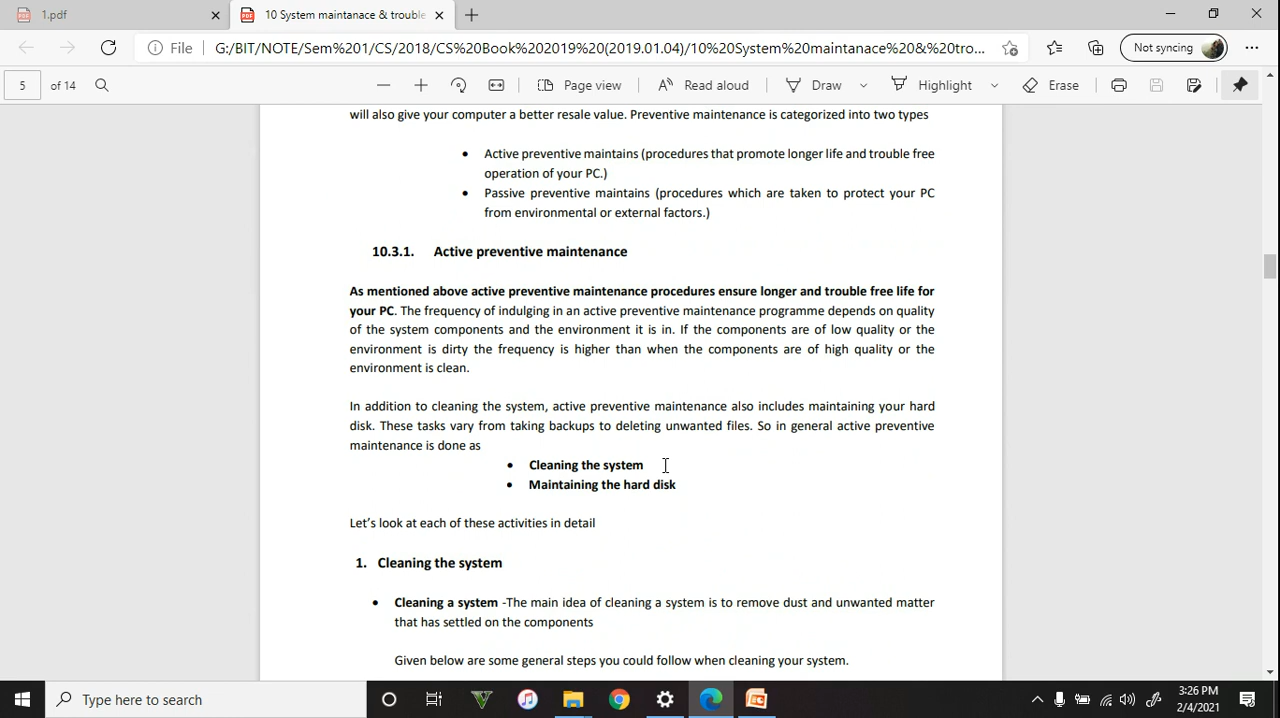 1.pdf
10 System maintanace & trouble
File
G:/BIT/NOTE/Sem%201/CS/2018/CS%20Book%202019%20(2019.01.04)/10%20System%20maintanace%20&%20tro...
Not syncing
5 of 14
Page view
Read aloud
Draw
Highlight
Erase
will also give your computer a better resale value. Preventive maintenance is categorized into two types
• Active preventive maintains (procedures that promote longer life and trouble free
operation of your PC.)
• Passive preventive maintains (procedures which are taken to protect your PC
from environmental or external factors.)
10.3.1. Active preventive maintenance
As mentioned above active preventive maintenance procedures ensure longer and trouble free life for
your PC. The frequency of indulging in an active preventive maintenance programme depends on quality
of the system components and the environment it is in. If the components are of low quality or the
environment is dirty the frequency is higher than when the components are of high quality or the
environment is clean.
In addition to cleaning the system, active preventive maintenance also includes maintaining your hard
disk. These tasks vary from taking backups to deleting unwanted files. So in general active preventive
maintenance is done as
• Cleaning the system
• Maintaining the hard disk
Let's look at each of these activities in detail
1. Cleaning the system
• Cleaning a system -The main idea of cleaning a system is to remove dust and unwanted matter
that has settled on the components
Given below are some general steps you could follow when cleaning your system.
Type here to search
3:26 PM
2/4/2021